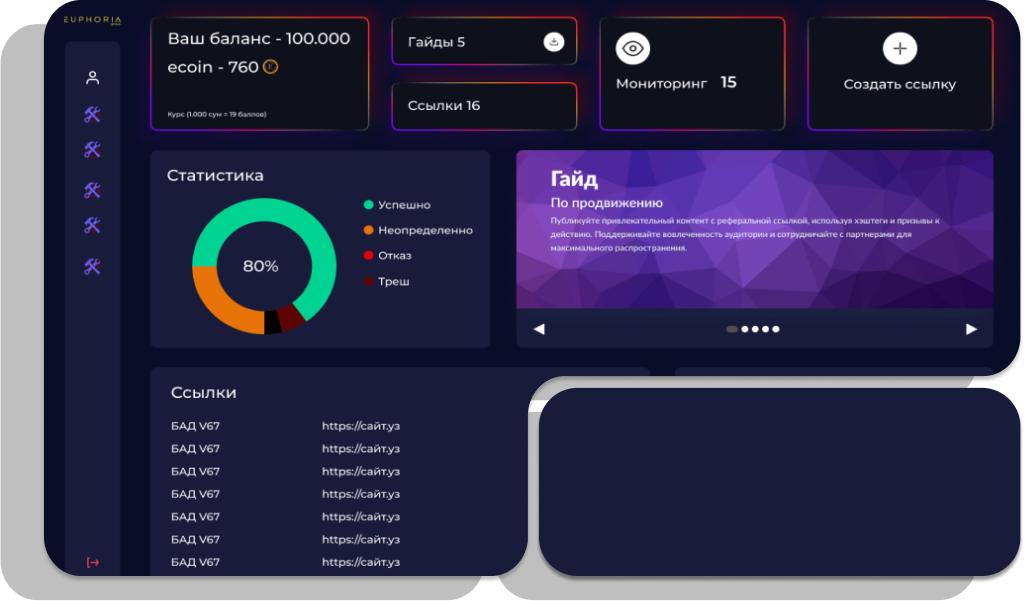 EUPHORIA
Ваш баланс - 100.000
ecoin - 760
Курс (1.000 сум = 19 баллов)
Гайды 5
Ссылки 16
Мониторинг 15
Создать ссылку
Статистика
80%
Успешно
Неопределенно
Отказ
Треш
Гайд
По продвижению
Публикуйте привлекательный контент с реферальной ссылкой, используя хэштеги и призывы к
действию. Поддерживайте вовлеченность аудитории и сотрудничайте с партнерами для
максимального распространения.
Ссылки
БАД V67 https://сайт.уз
БАД V67 https://сайт.уз
БАД V67 https://сайт.уз
БАД V67 https://сайт.уз
БАД V67 https://сайт.уз
БАД V67 https://сайт.уз
БАД V67 https://сайт.уз